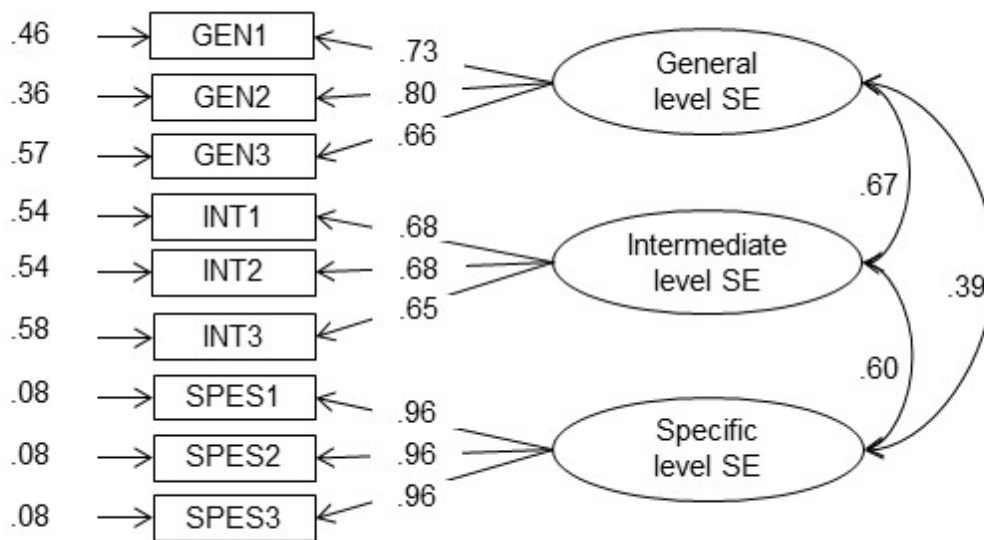 .46
GEN1
.73
General
level SE
.36
GEN2
.80
.57
GEN3
.66
.67
.54
INT1
.68
Intermediate
level SE
.54
INT2
.68
.39
.58
INT3
.65
.60
.08
SPES1
.96
Specific
level SE
.08
SPES2
.96
.08
SPES3
.96